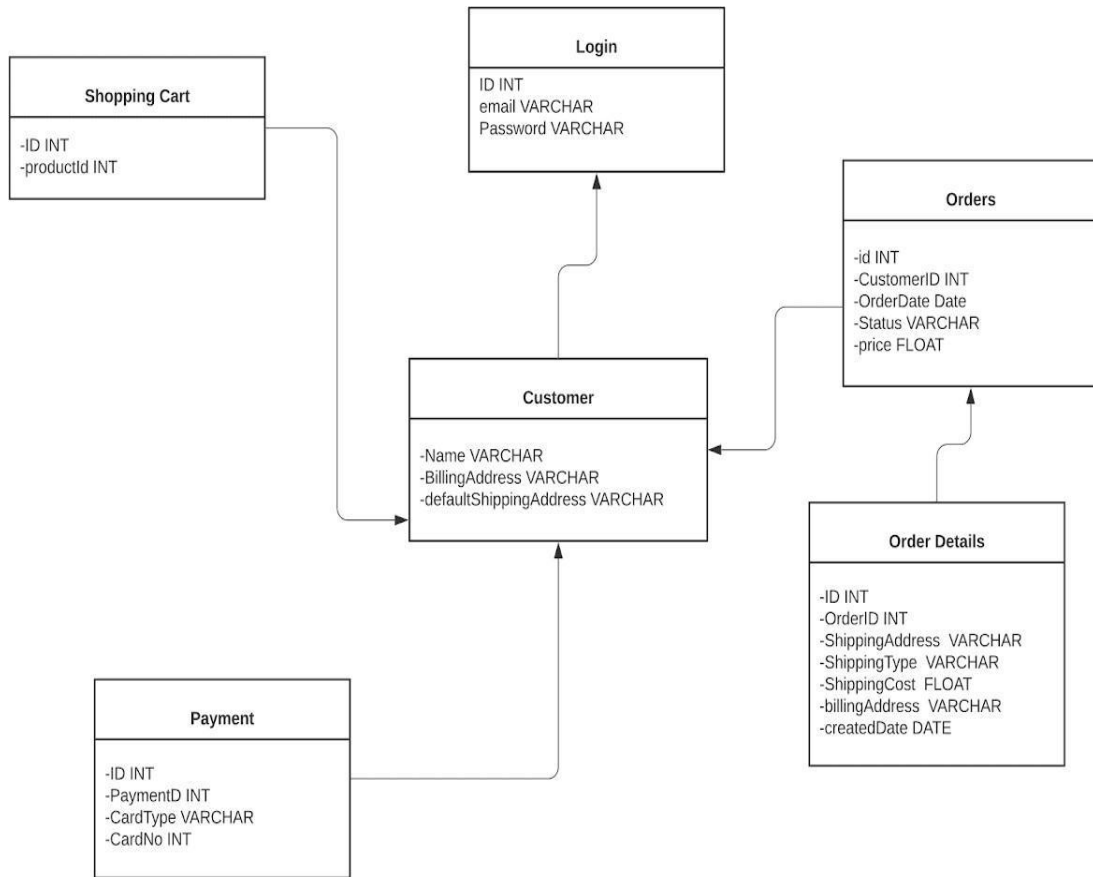 Login
ID INT
email VARCHAR
Password VARCHAR
Shopping Cart
-ID INT
-productId INT
Orders
-id INT
-CustomerID INT
-OrderDate Date
-Status VARCHAR
-price FLOAT
Customer
-Name VARCHAR
-BillingAddress VARCHAR
-defaultShippingAddress VARCHAR
Order Details
-ID INT
-OrderID INT
-ShippingAddress VARCHAR
-ShippingType VARCHAR
-ShippingCost FLOAT
-billingAddress VARCHAR
-createdDate DATE
Payment
-ID INT
-PaymentD INT
-CardType VARCHAR
-CardNo INT